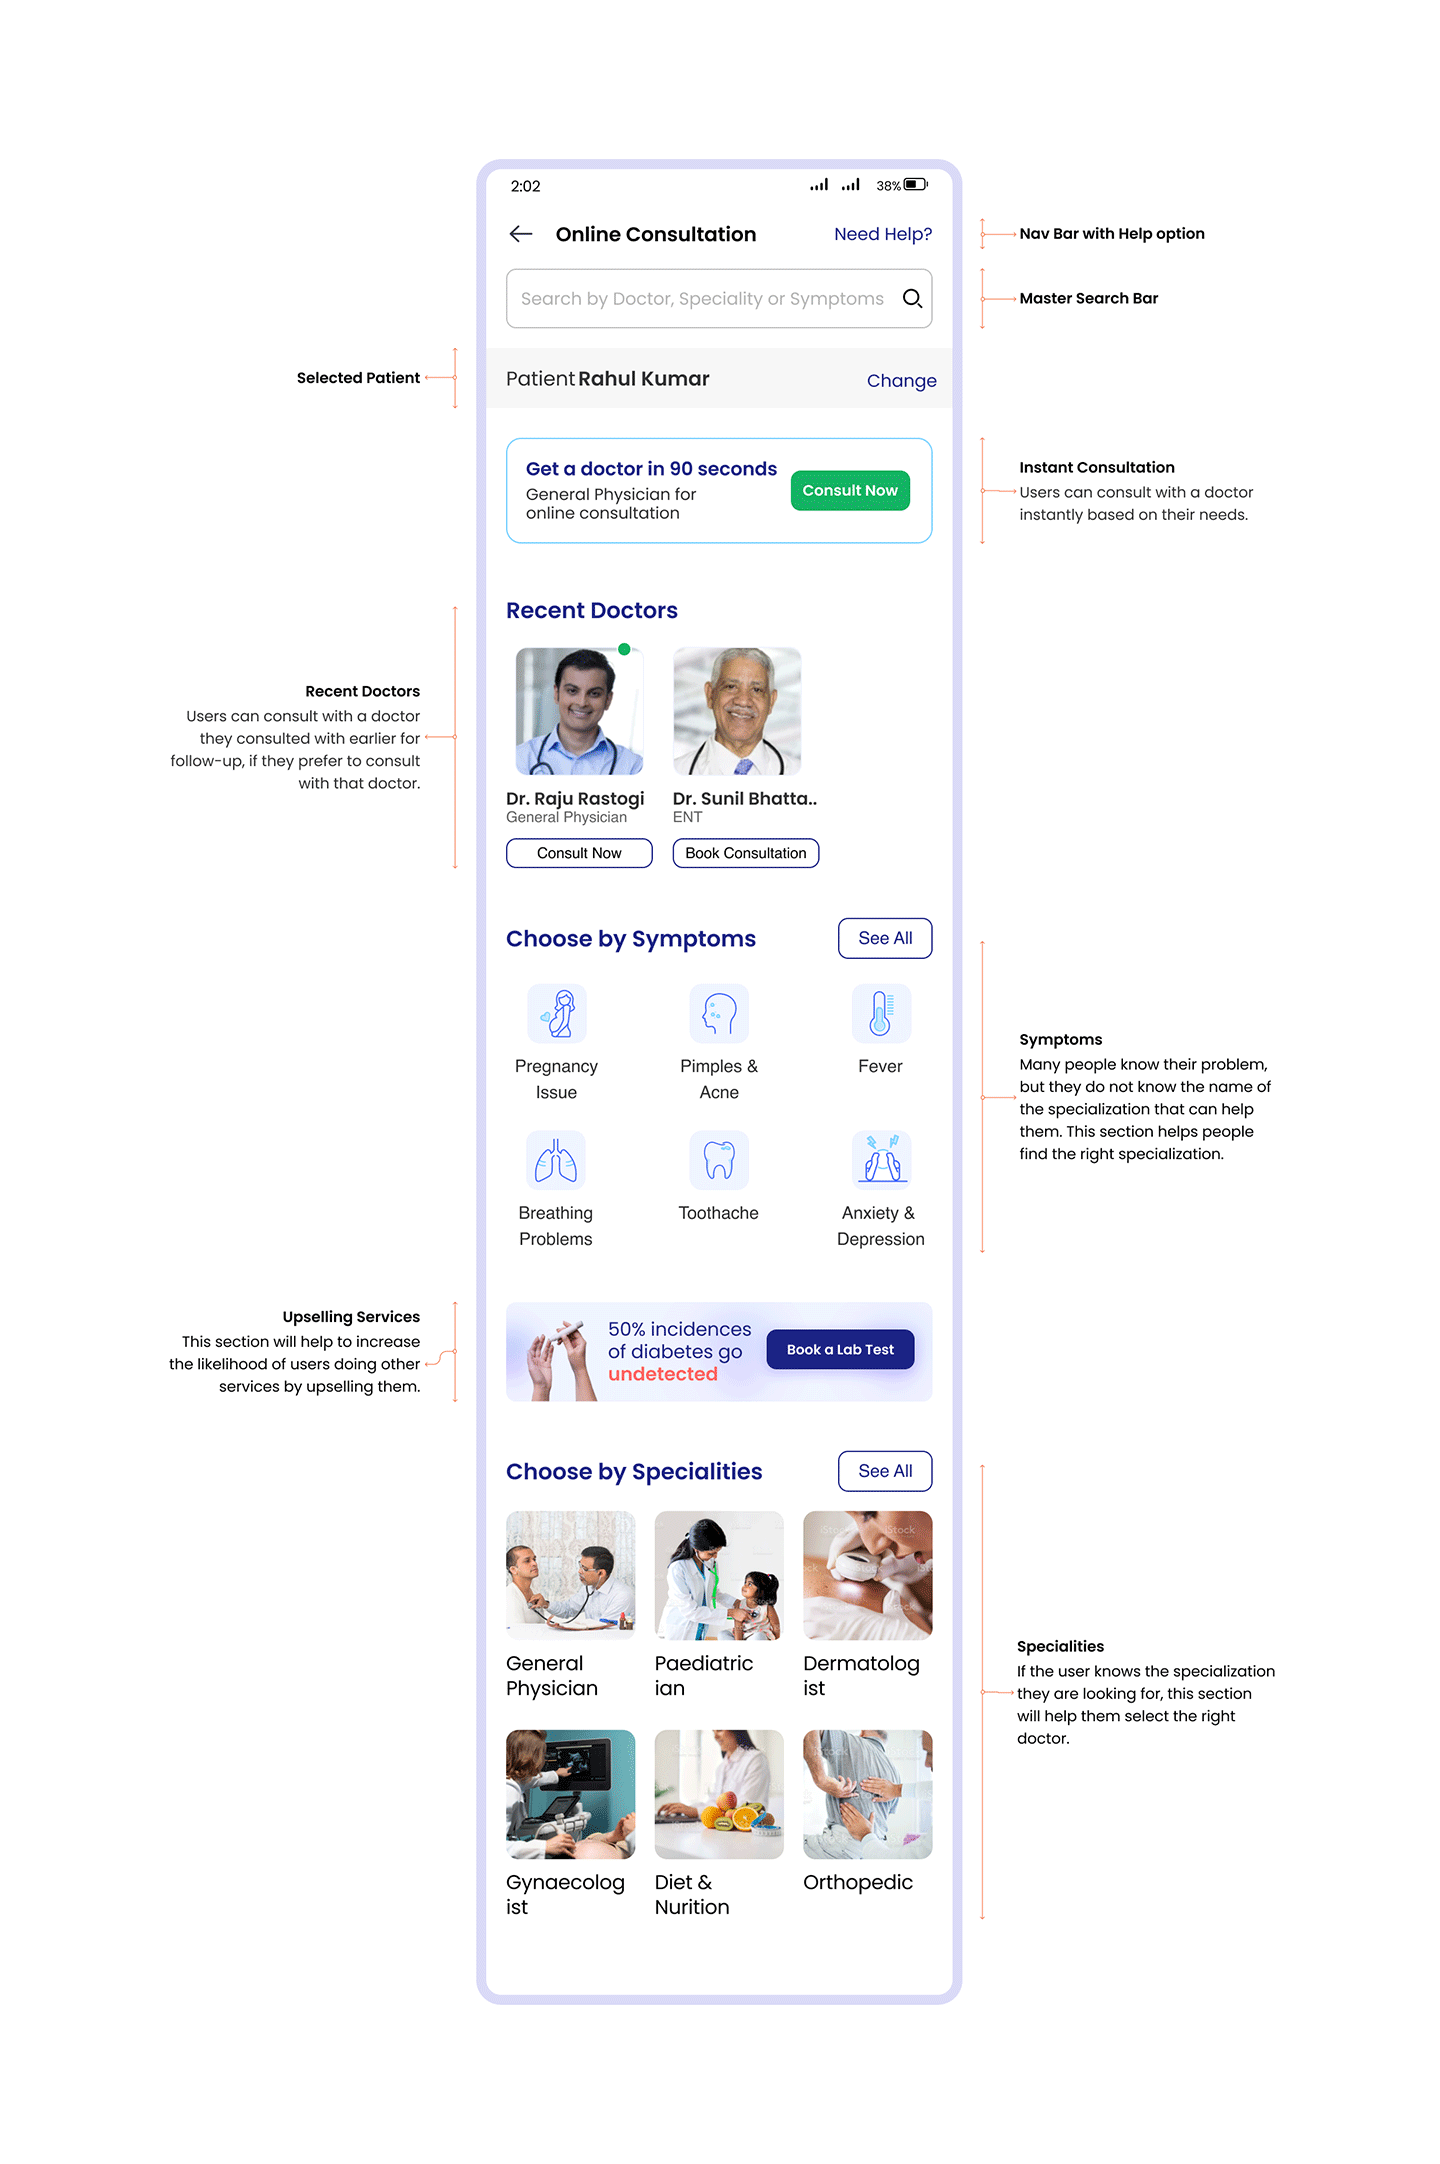 2:02
38%
Online Consultation
Need Help?
Nav Bar with Help option
Search by Doctor, Speciality or Symptoms
Master Search Bar
Selected Patient
Patient Rahul Kumar
Change
Get a doctor in 90 seconds
General Physician for
online consultation
Consult Now
Instant Consultation
Users can consult with a doctor
instantly based on their needs.
Recent Doctors
Recent Doctors
Users can consult with a doctor
they consulted with earlier for
follow-up, if they prefer to consult
with that doctor.
Dr. Raju Rastogi
General Physician
Consult Now
Dr. Sunil Bhatta..
ENT
Book Consultation
Choose by Symptoms
See All
Pregnancy
Issue
Pimples &
Acne
Fever
Breathing
Problems
Toothache
Anxiety &
Depression
Symptoms
Many people know their problem,
but they do not know the name of
the specialization that can help
them. This section helps people
find the right specialization.
Upselling Services
This section will help to increase
the likelihood of users doing other
services by upselling them.
50% incidences
of diabetes go
undetected
Book a Lab Test
Choose by Specialities
See All
iStock
General
Physician
Paediatric
ian
Dermatolog
ist
Gynaecolog
ist
Diet &
Nurition
Orthopedic
Specialities
If the user knows the specialization
they are looking for, this section
will help them select the right
doctor.